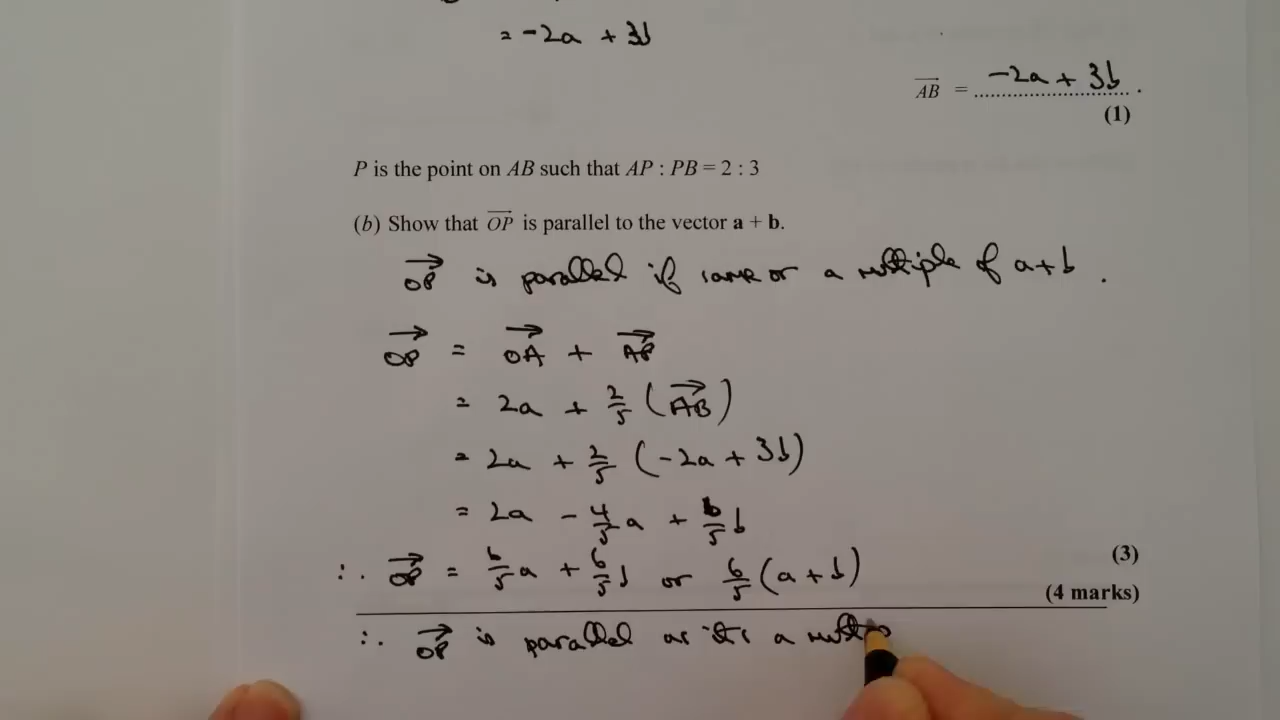 = -2a + 3b
AB = -2a + 3b .
(1)
P is the point on AB such that AP : PB = 2 : 3
(b) Show that OP is parallel to the vector a + b.
OP is parallel if same or a multiple of a+b .
OP = OA + AP
= 2a + 2/5 (AB)
= 2a + 2/5 (-2a + 3b)
= 2a - 4/5 a + 6/5 b
∴ OP = 6/5 a + 6/5 b or 6/5 (a + b)
(3)
(4 marks)
∴ OP is parallel as it is a